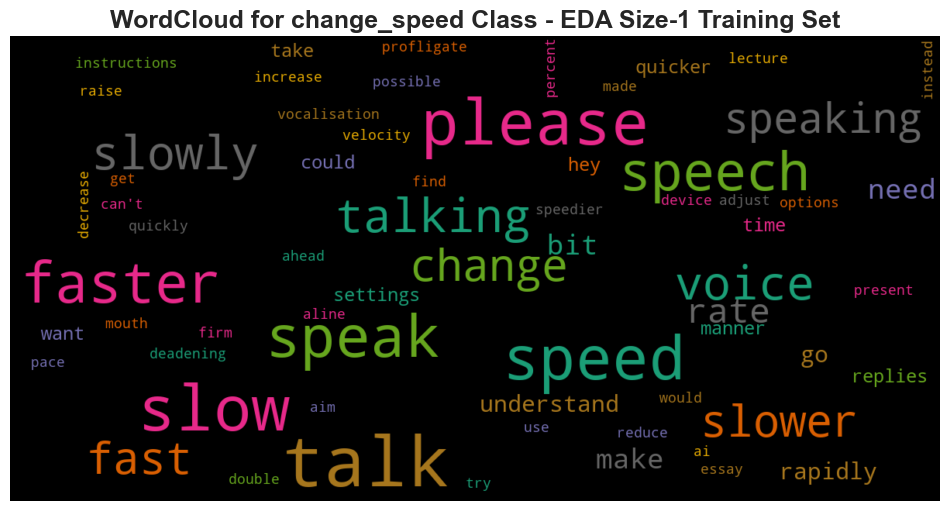 WordCloud for change_speed Class - EDA Size-1 Training Set
take
profligate
percent
instructions
increase
possible
quicker
lecture
instead
raise
made
vocalisation
please
speaking
velocity
slowly
could
hey
speech
need
decrease
get
find
can't
talking
speedier
device
adjust
options
quickly
bit
time
ahead
change
faster
settings
voice
present
aline
rate
want
mouth
firm
speak
manner
pace
deadening
speed
go
replies
slow
aim
understand
would
slower
use
reduce
fast
talk
make
ai
double
try
essay
rapidly